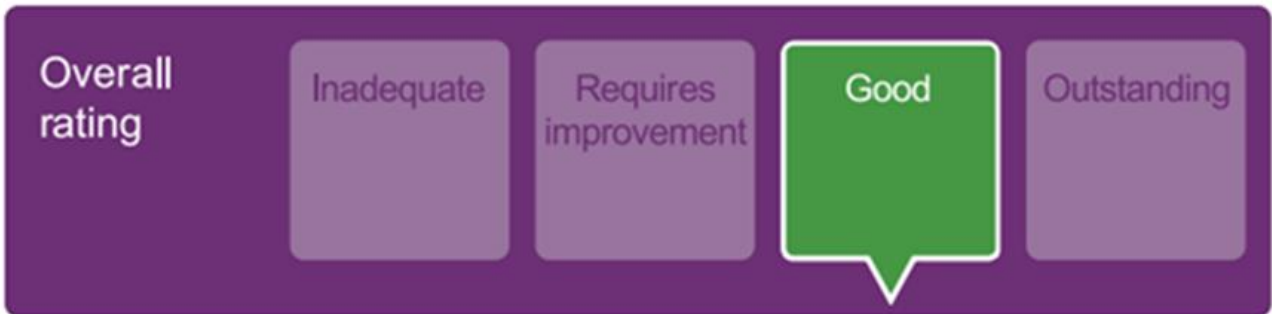 Overall
rating
Inadequate
Requires
improvement
Good
Outstanding